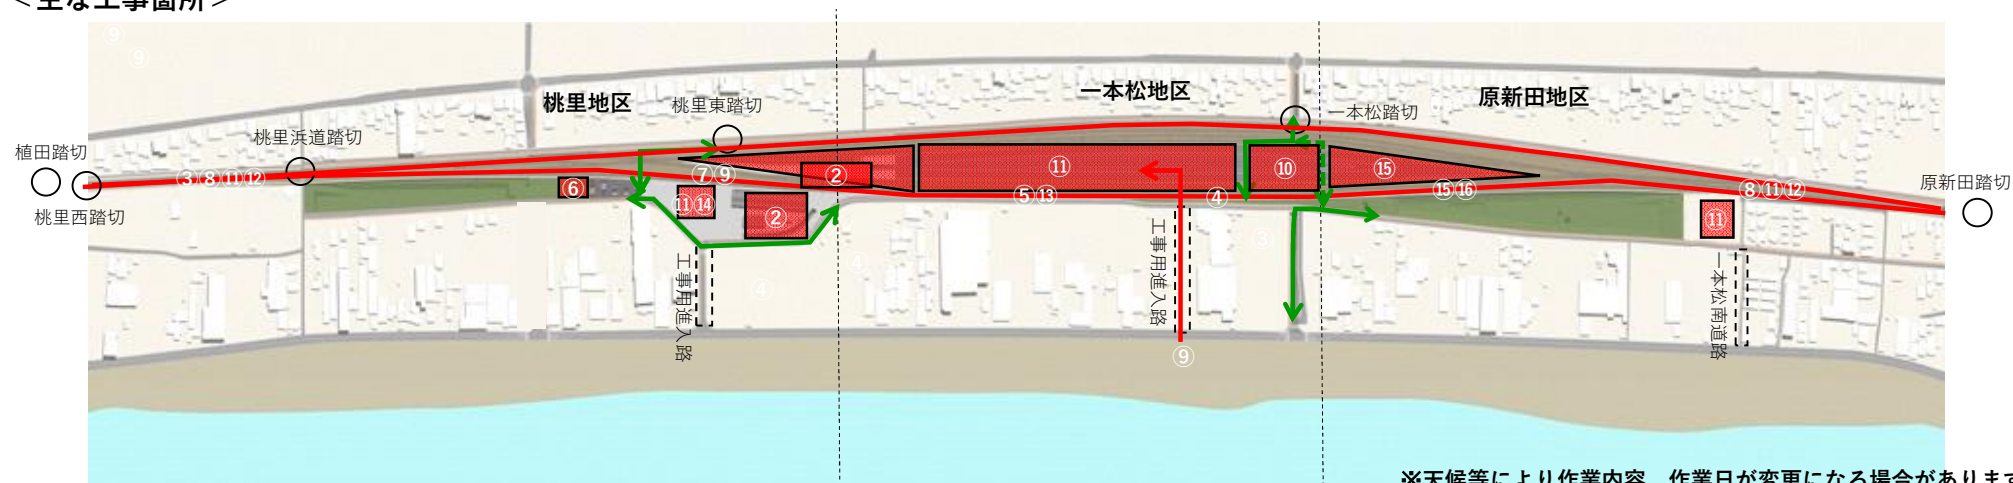 ＜主な工事箇所＞
⑨
⑨
桃里地区
一本松地区
原新田地区
桃里東踏切
一本松踏切
桃里浜道踏切
植田踏切
桃里西踏切
原新田踏切
③⑧⑪⑫
⑥
⑦⑨
⑪⑭
②
②
⑪
⑤⑬
④
⑩
⑮
⑮⑯
⑧⑪⑫
⑪
③
④
④
工事用進入路
工事用進入路
一本松南道路
⑨
※天候等により作業内容、作業日が変更になる場合があります